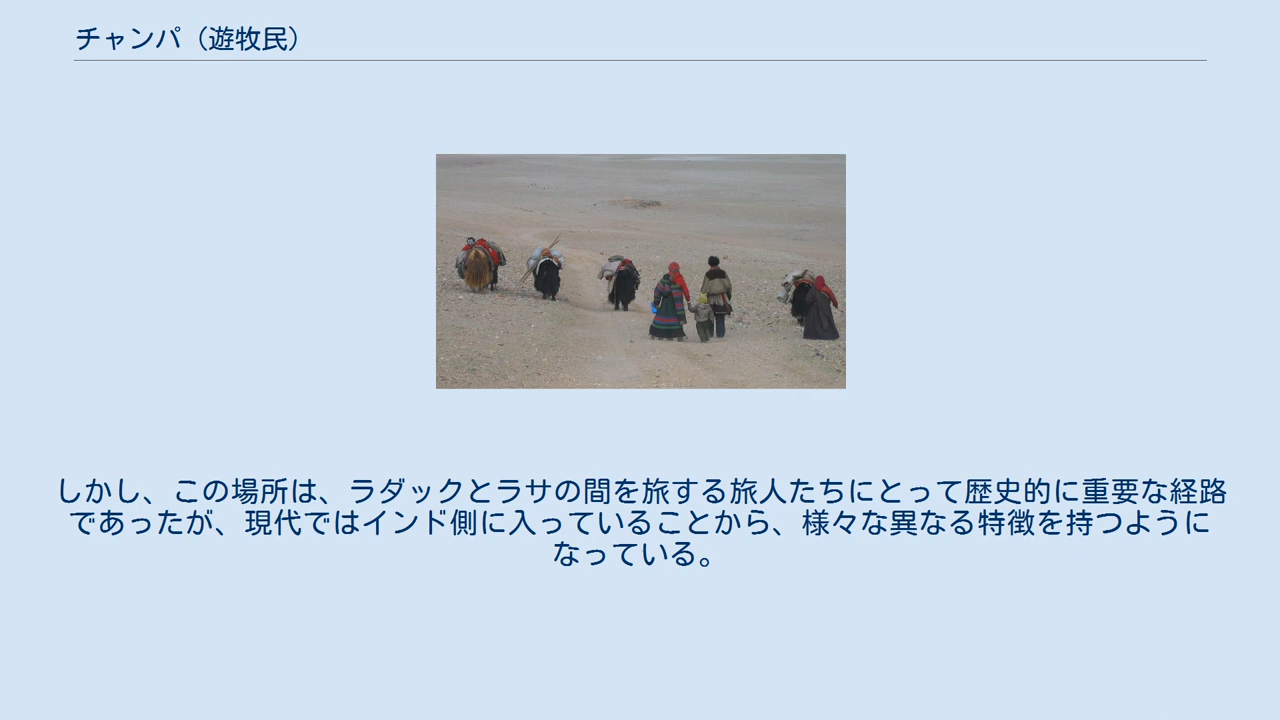 チャンパ（遊牧民）
しかし、この場所は、ラダックとラサの間を旅する旅人たちにとって歴史的に重要な経路
であったが、現代ではインド側に入っていることから、様々な異なる特徴を持つように
なっている。